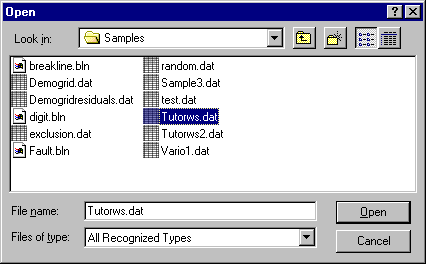 Open
Look in: Samples
breakline.bln random.dat
Demogrid.dat Sample3.dat
Demogridresiduals.dat test.dat
digit.bln Tutorws.dat
exclusion.dat Tutorws2.dat
Fault.bln Vario1.dat
File name: Tutorws.dat Open
Files of type: All Recognized Types Cancel